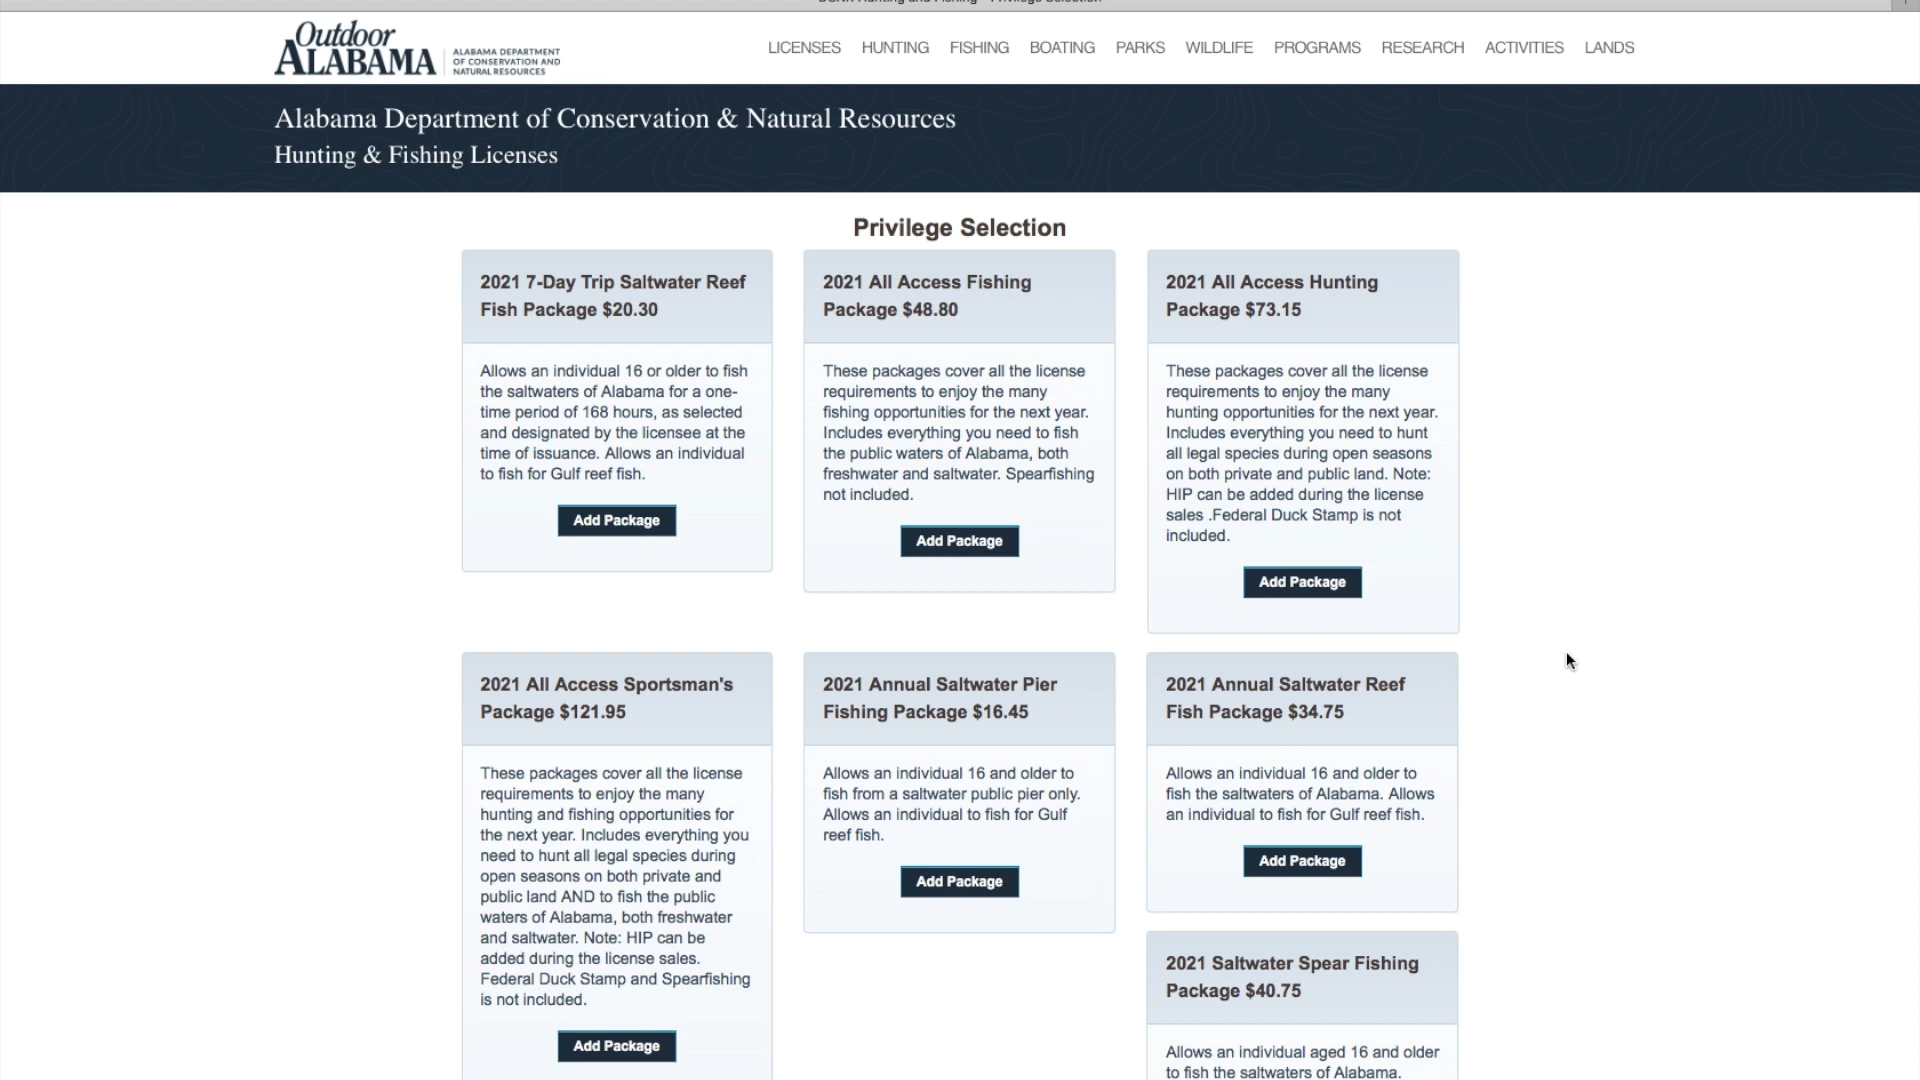 Outdoor
ALABAMA
ALABAMA DEPARTMENT
OF CONSERVATION AND
NATURAL RESOURCES
LICENSES HUNTING FISHING BOATING PARKS WILDLIFE PROGRAMS RESEARCH ACTIVITIES LANDS
Alabama Department of Conservation & Natural Resources
Hunting & Fishing Licenses
Privilege Selection
2021 7-Day Trip Saltwater Reef
Fish Package $20.30
Allows an individual 16 or older to fish
the saltwaters of Alabama for a one-
time period of 168 hours, as selected
and designated by the licensee at the
time of issuance. Allows an individual
to fish for Gulf reef fish.
Add Package
2021 All Access Fishing
Package $48.80
These packages cover all the license
requirements to enjoy the many
fishing opportunities for the next year.
Includes everything you need to fish
the public waters of Alabama, both
freshwater and saltwater. Spearfishing
not included.
Add Package
2021 All Access Hunting
Package $73.15
These packages cover all the license
requirements to enjoy the many
hunting opportunities for the next year.
Includes everything you need to hunt
all legal species during open seasons
on both private and public land. Note:
HIP can be added during the license
sales .Federal Duck Stamp is not
included.
Add Package
2021 All Access Sportsman's
Package $121.95
These packages cover all the license
requirements to enjoy the many
hunting and fishing opportunities for
the next year. Includes everything you
need to hunt all legal species during
open seasons on both private and
public land AND to fish the public
waters of Alabama, both freshwater
and saltwater. Note: HIP can be
added during the license sales.
Federal Duck Stamp and Spearfishing
is not included.
Add Package
2021 Annual Saltwater Pier
Fishing Package $16.45
Allows an individual 16 and older to
fish from a saltwater public pier only.
Allows an individual to fish for Gulf
reef fish.
Add Package
2021 Annual Saltwater Reef
Fish Package $34.75
Allows an individual 16 and older to
fish the saltwaters of Alabama. Allows
an individual to fish for Gulf reef fish.
Add Package
2021 Saltwater Spear Fishing
Package $40.75
Allows an individual aged 16 and older
to fish the saltwaters of Alabama.